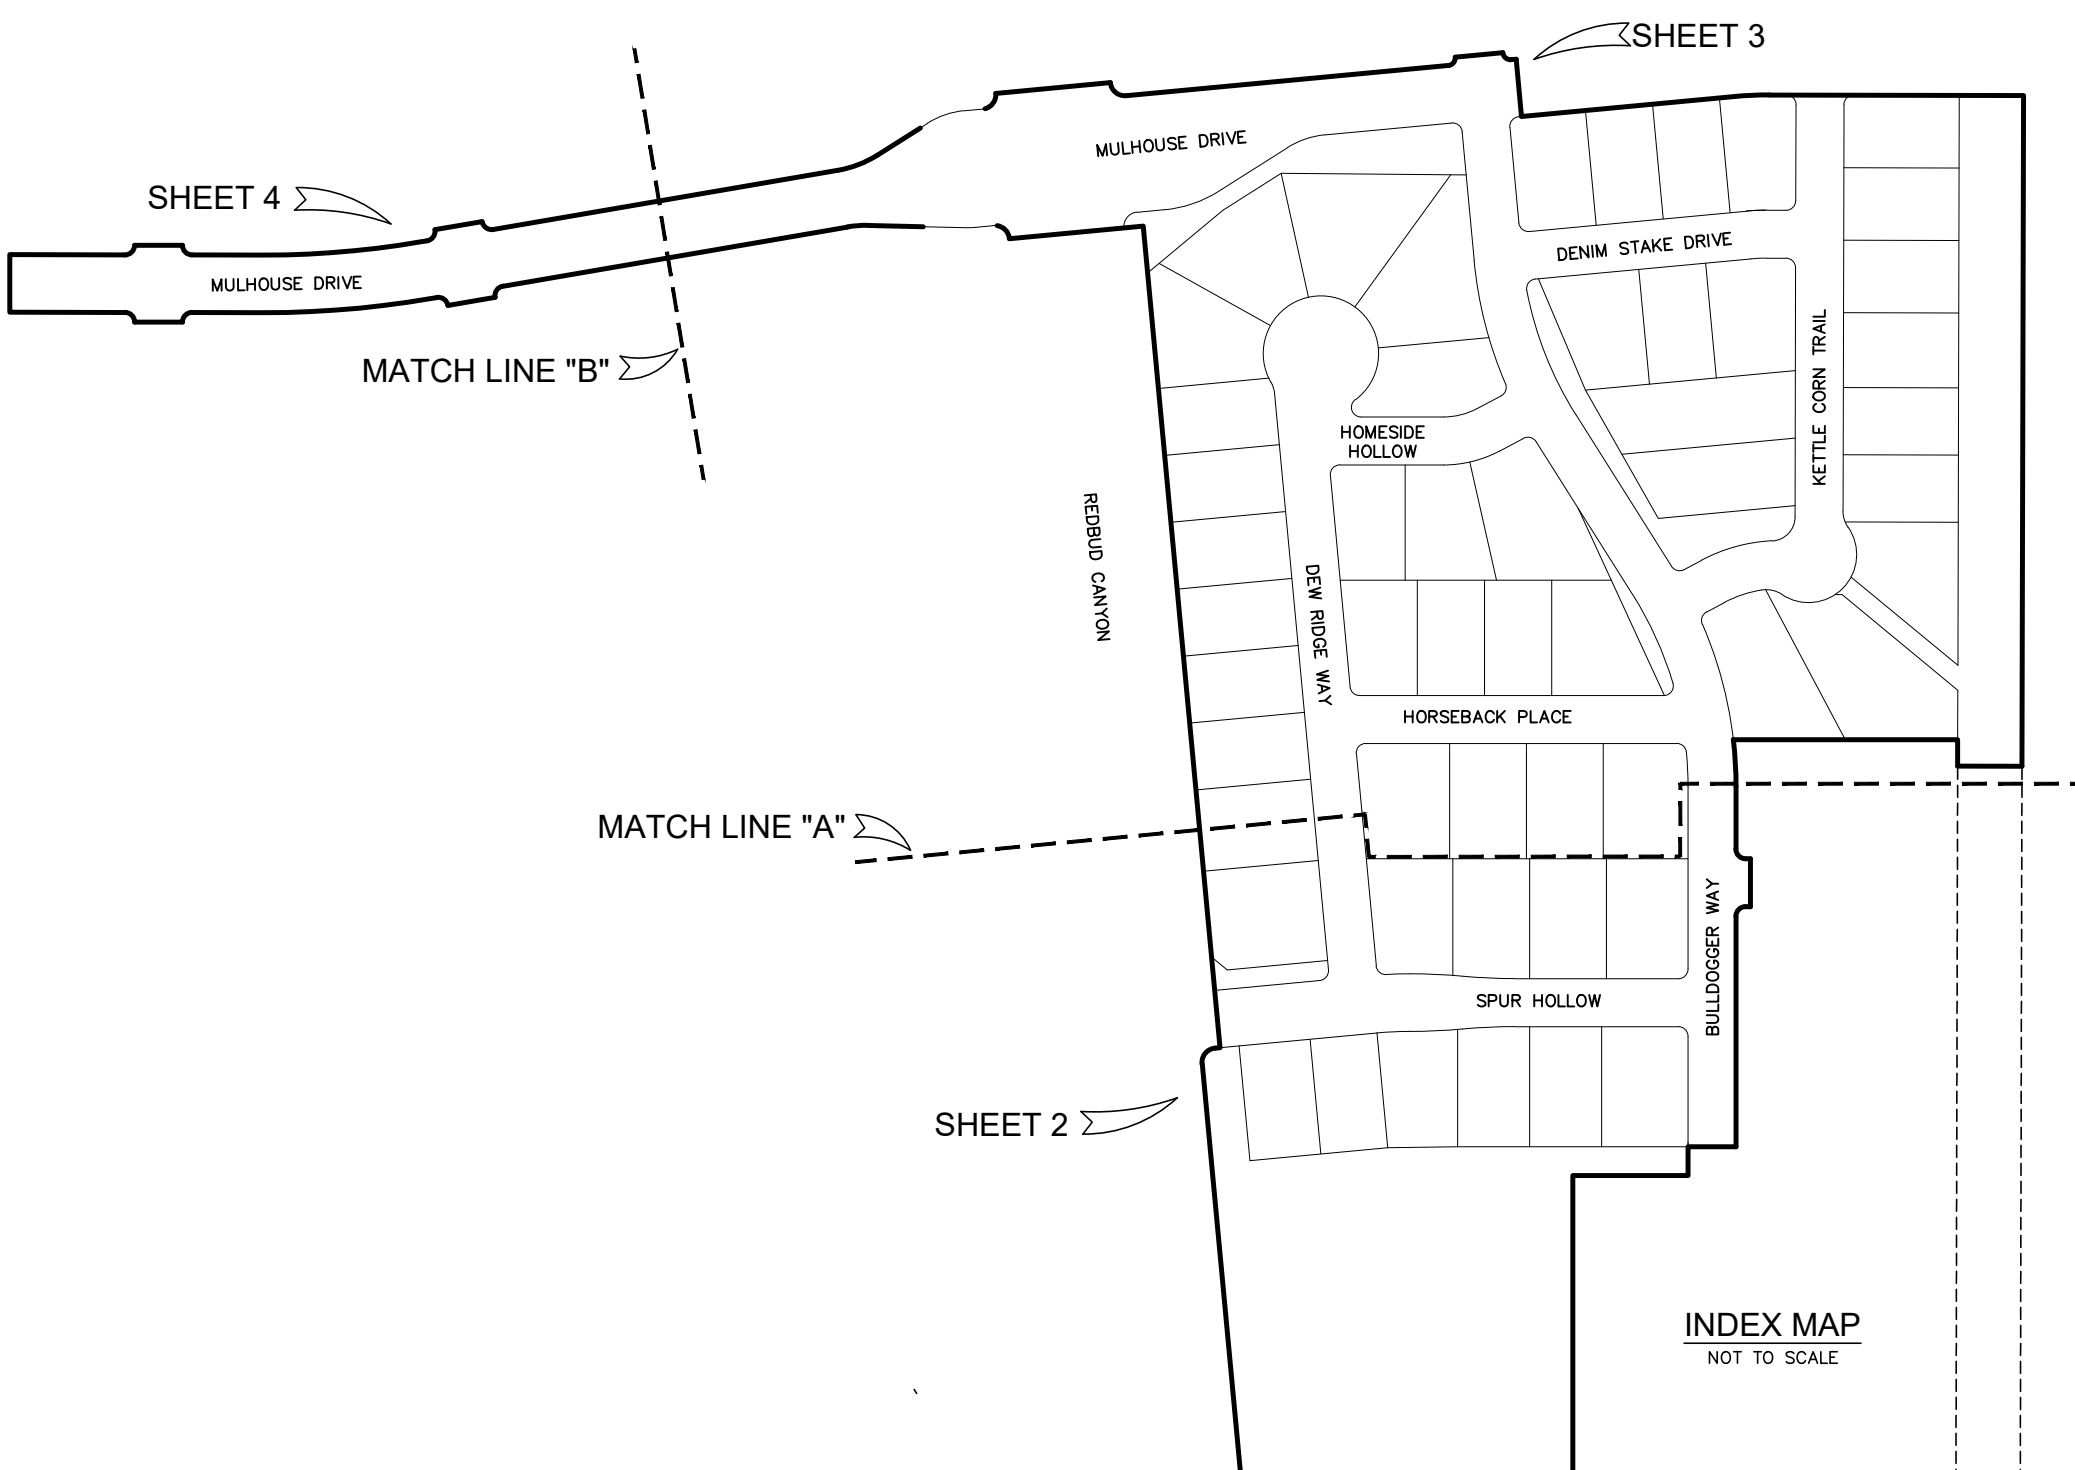 SHEET 3
MULHOUSE DRIVE
SHEET 4
DENIM STAKE DRIVE
MULHOUSE DRIVE
MATCH LINE "B"
KETTLE CORN TRAIL
HOMESIDE
HOLLOW
REDBUD CANYON
DEW RIDGE WAY
HORSEBACK PLACE
MATCH LINE "A"
BULLDOGGER WAY
SPUR HOLLOW
SHEET 2
INDEX MAP
NOT TO SCALE